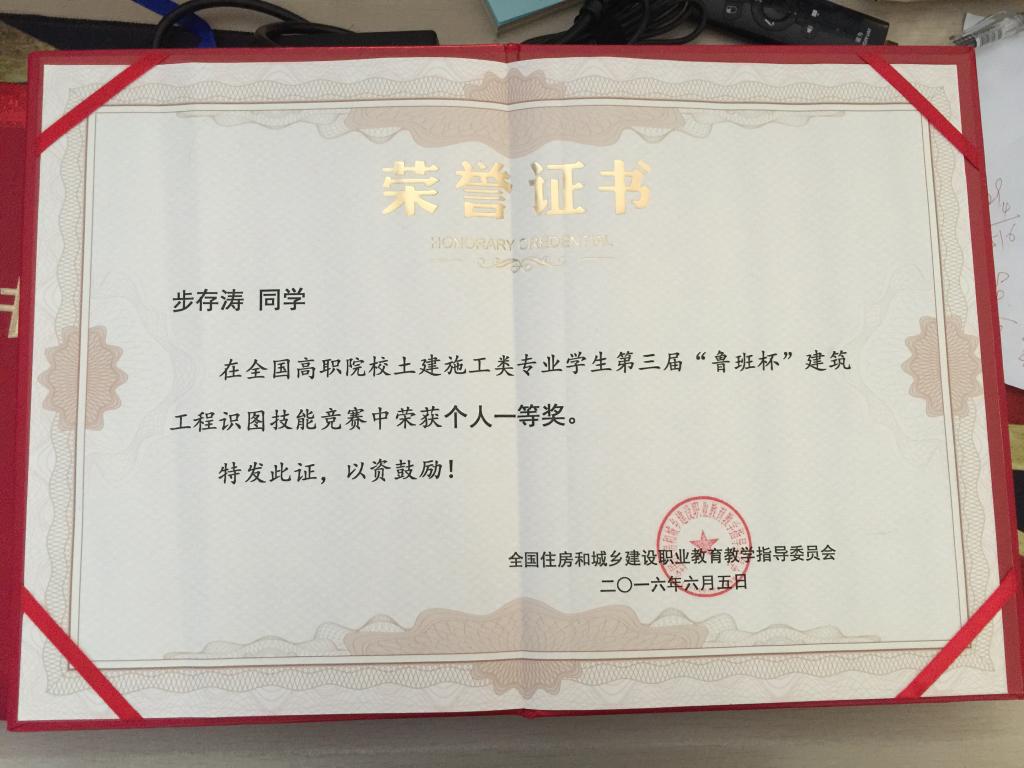 荣誉证书
HONORARY CREDENTIAL
步存涛 同学
在全国高职院校土建施工类专业学生第三届“鲁班杯”建筑
工程识图技能竞赛中荣获个人一等奖。
特发此证，以资鼓励！
全国住房和城乡建设职业教育教学指导委员会
二〇一六年六月五日